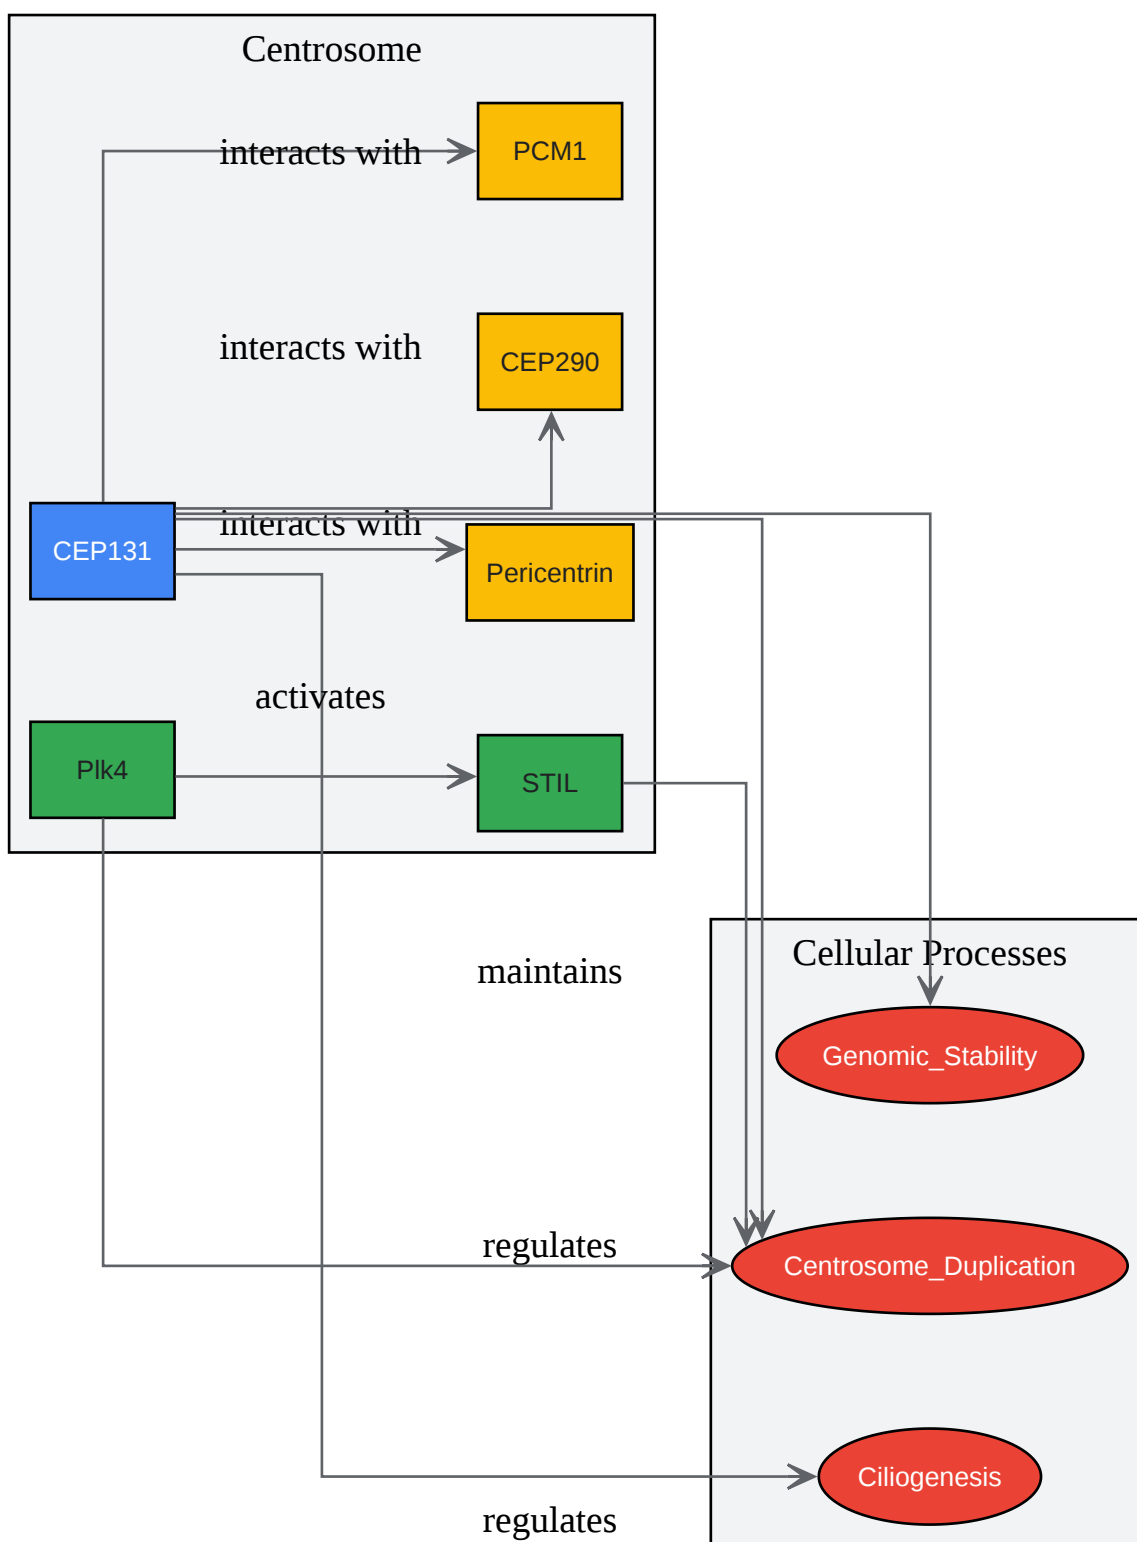 Centrosome
interacts with
PCM1
interacts with
CEP290
interacts with
CEP131
Pericentrin
activates
Plk4
STIL
maintains
Cellular Processes
Genomic_Stability
regulates
Centrosome_Duplication
Ciliogenesis
regulates